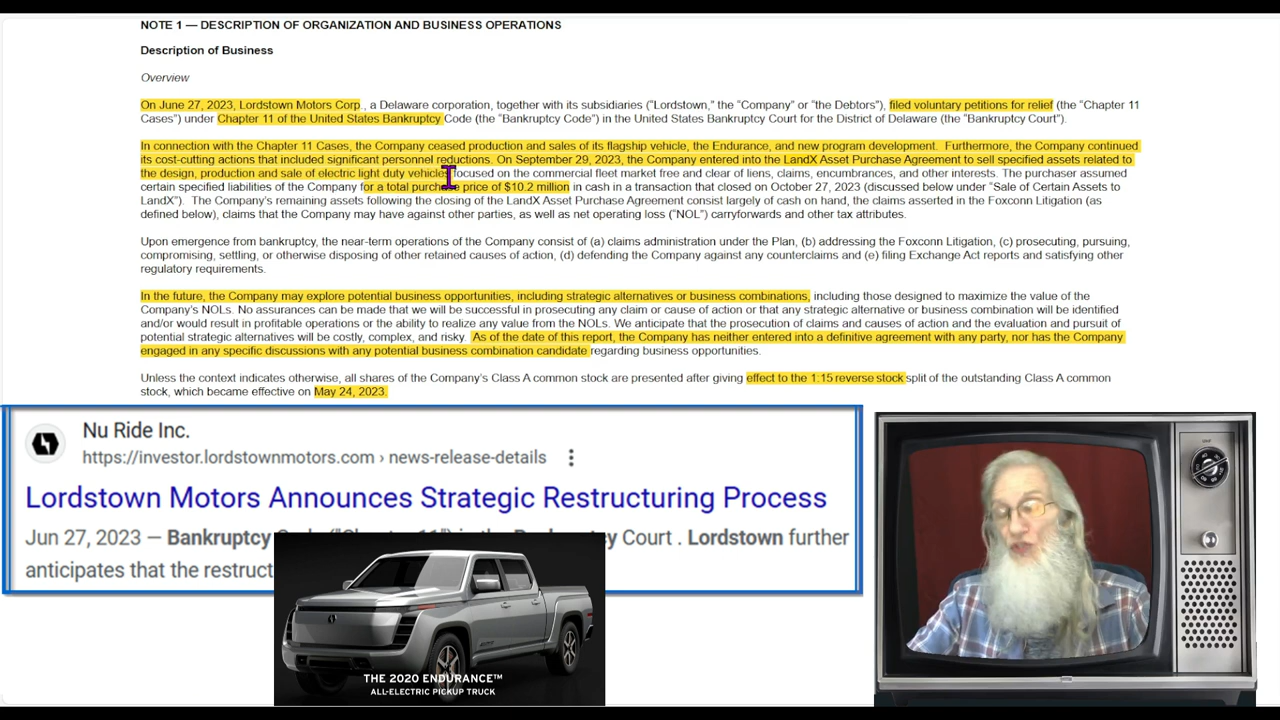 NOTE 1 — DESCRIPTION OF ORGANIZATION AND BUSINESS OPERATIONS
Description of Business
Overview
On June 27, 2023, Lordstown Motors Corp., a Delaware corporation, together with its subsidiaries ("Lordstown," the "Company" or "the Debtors"), filed voluntary petitions for relief (the "Chapter 11
Cases") under Chapter 11 of the United States Bankruptcy Code (the "Bankruptcy Code") in the United States Bankruptcy Court for the District of Delaware (the "Bankruptcy Court").
In connection with the Chapter 11 Cases, the Company ceased production and sales of its flagship vehicle, the Endurance, and new program development. Furthermore, the Company continued
its cost-cutting actions that included significant personnel reductions. On September 29, 2023, the Company entered into the LandX Asset Purchase Agreement to sell specified assets related to
the design, production and sale of electric light duty vehicles focused on the commercial fleet market free and clear of liens, claims, encumbrances, and other interests. The purchaser assumed
certain specified liabilities of the Company for a total purchase price of $10.2 million in cash in a transaction that closed on October 27, 2023 (discussed below under "Sale of Certain Assets to
LandX"). The Company's remaining assets following the closing of the LandX Asset Purchase Agreement consist largely of cash on hand, the claims asserted in the Foxconn Litigation (as
defined below), claims that the Company may have against other parties, as well as net operating loss ("NOL") carryforwards and other tax attributes.
Upon emergence from bankruptcy, the near-term operations of the Company consist of (a) claims administration under the Plan, (b) addressing the Foxconn Litigation, (c) prosecuting, pursuing,
compromising, settling, or otherwise disposing of other retained causes of action, (d) defending the Company against any counterclaims and (e) filing Exchange Act reports and satisfying other
regulatory requirements.
In the future, the Company may explore potential business opportunities, including strategic alternatives or business combinations, including those designed to maximize the value of the
Company's NOLs. No assurances can be made that we will be successful in prosecuting any claim or cause of action or that any strategic alternative or business combination will be identified
and/or would result in profitable operations or the ability to realize any value from the NOLs. We anticipate that the prosecution of claims and causes of action and the evaluation and pursuit of
potential strategic alternatives will be costly, complex, and risky. As of the date of this report, the Company has neither entered into a definitive agreement with any party, nor has the Company
engaged in any specific discussions with any potential business combination candidate regarding business opportunities.
Unless the context indicates otherwise, all shares of the Company's Class A common stock are presented after giving effect to the 1:15 reverse stock split of the outstanding Class A common
stock, which became effective on May 24, 2023.
Nu Ride Inc.
https://investor.lordstownmotors.com › news-release-details
Lordstown Motors Announces Strategic Restructuring Process
Jun 27, 2023 — Bankruptcy Court . Lordstown further
anticipates that the
THE 2020 ENDURANCE™
ALL-ELECTRIC PICKUP TRUCK